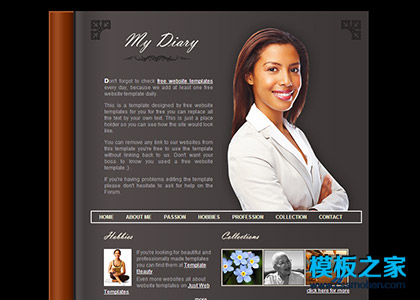 My Diary
Don't forget to check free website templates
every day, because we add at least one free
website template daily.
This is a template designed by free website
templates for you for free you can replace all
the text by your own text. This is just a place
holder so you can see how the site would look
like.
You can remove any link to our websites from
this template you're free to use the template
without linking back to us. Don't want your
boss to know you used a free website
template ;)
If you're having problems editing the template
please don't hesitate to ask for help on the
Forum.
HOME ABOUT ME PASSION HOBBIES PROFESSION COLLECTION CONTACT
Hobbies
Collections
If you're looking for beautiful and
professionally made templates
you can find them at Template
Beauty
Even more websites all about
website templates on Just Web
Templates
more
click here for more
模板之家